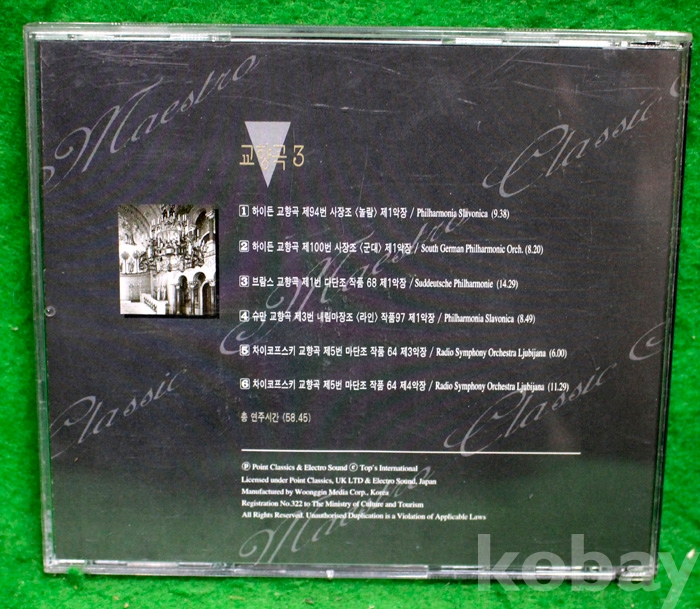 Maestro
Classic
교향곡 3
1 하이든 교향곡 제94번 사장조 〈놀람〉 제1악장 / Philharmonia Slavonica (9.38)
2 하이든 교향곡 제100번 사장조 〈군대〉 제1악장 / South German Philharmonic Orch. (8.20)
Maestro
3 브람스 교향곡 제1번 다단조 작품 68 제1악장 / Suddeutsche Philharmonie (14.29)
4 슈만 교향곡 제3번 내림마장조 〈라인〉 작품97 제1악장 / Philharmonia Slavonica (8.49)
5 차이코프스키 교향곡 제5번 마단조 작품 64 제3악장 / Radio Symphony Orchestra Ljubijana (6.00)
6 차이코프스키 교향곡 제5번 마단조 작품 64 제4악장 / Radio Symphony Orchestra Ljubijana (11.29)
Classic
Classic
총 연주시간 (58.45)
Ⓟ Point Classics & Electro Sound Ⓒ Top's International
Licensed under Point Classics, UK LTD & Electro Sound, Japan
Manufactured by Woonggin Media Corp., Korea
Registration No.322 to The Ministry of Culture and Tourism
All Rights Reserved. Unauthorised Duplication is a Violation of Applicable Laws
Maestro
kobay